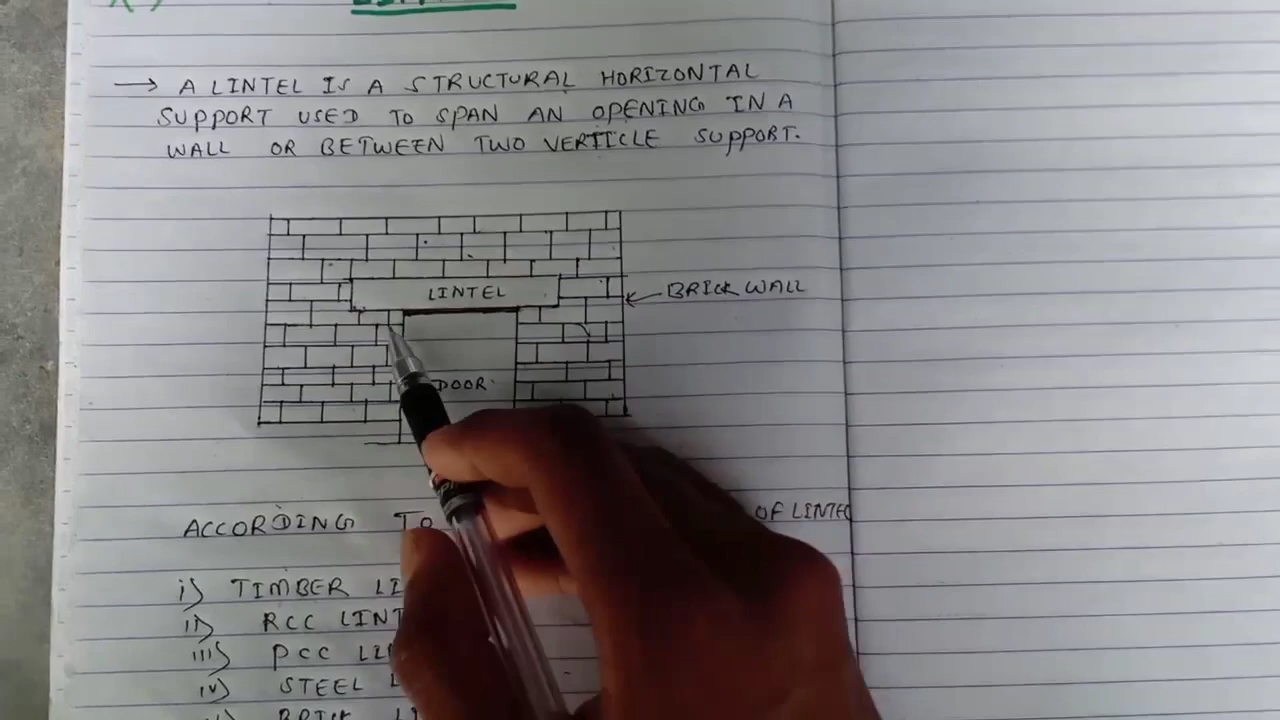 → A LINTEL IS A STRUCTURAL HORIZONTAL
SUPPORT USED TO SPAN AN OPENING IN A
WALL OR BETWEEN TWO VERTICLE SUPPORT.
LINTEL
BRICK WALL
DOOR
ACCORDING TO OF LINTEL
i) TIMBER
ii) RCC
iii) PCC
iv) STEEL
BRICK